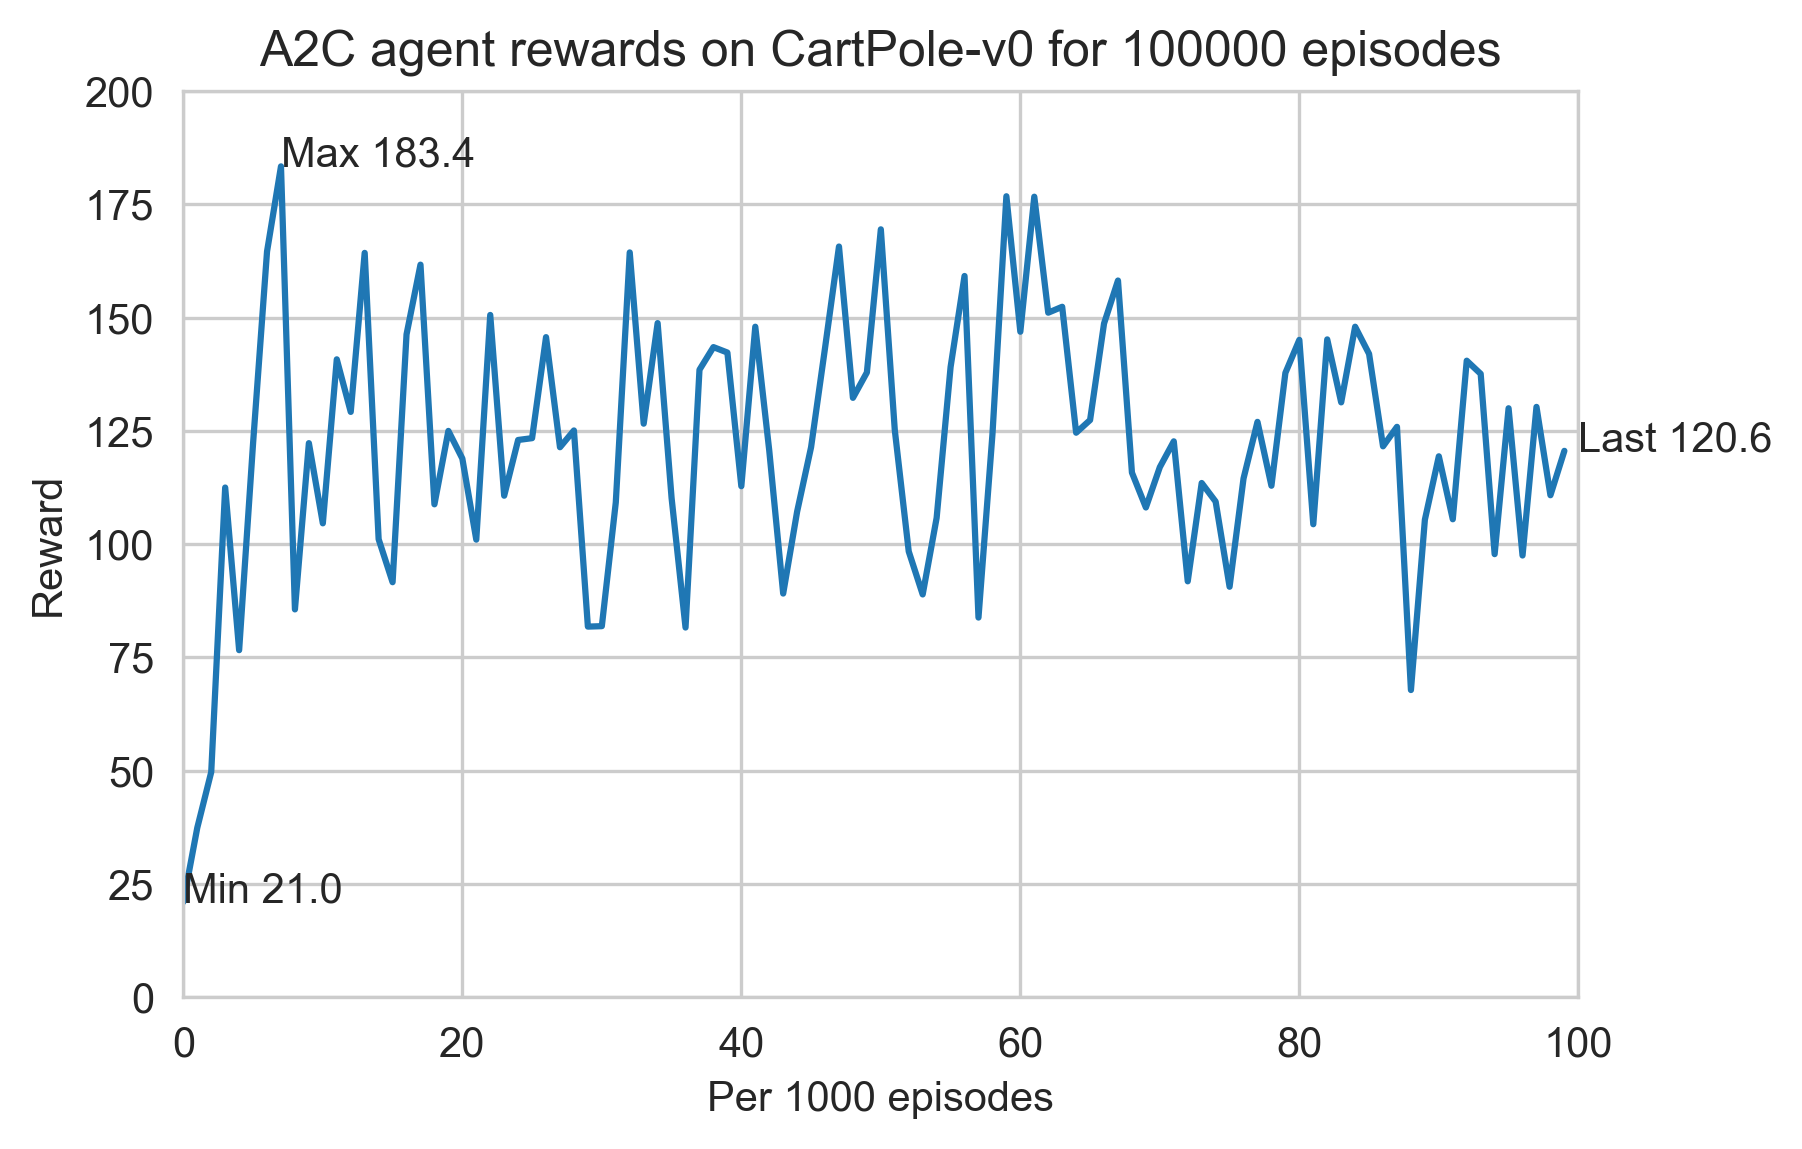 A2C agent rewards on CartPole-v0 for 100000 episodes
200
175
150
125
100
75
50
25
0
Reward
Max 183.4
Last 120.6
Min 21.0
0 20 40 60 80 100
Per 1000 episodes